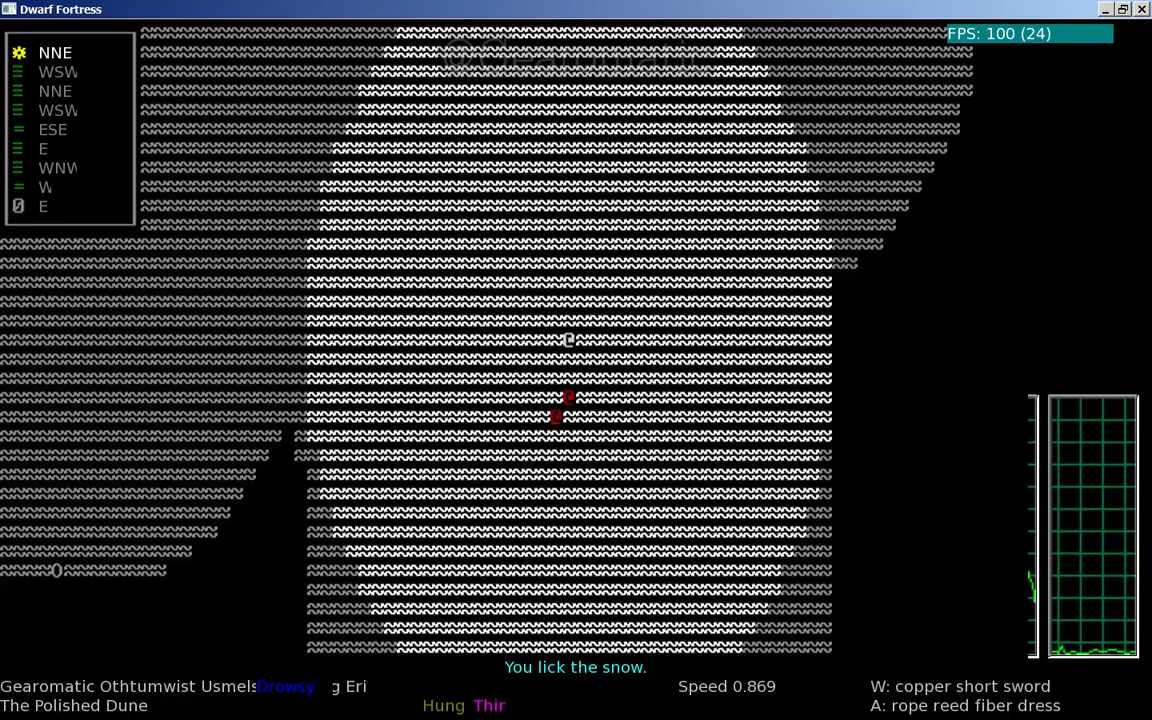 Dwarf Fortress
@Gearomatic
FPS: 100 (24)
NNE
WSW
NNE
WSW
ESE
E
WNW
W
E
You lick the snow.
Gearomatic Othtumwist Usmels Drowsy g Eri Speed 0.869 W: copper short sword
The Polished Dune Hung Thir A: rope reed fiber dress